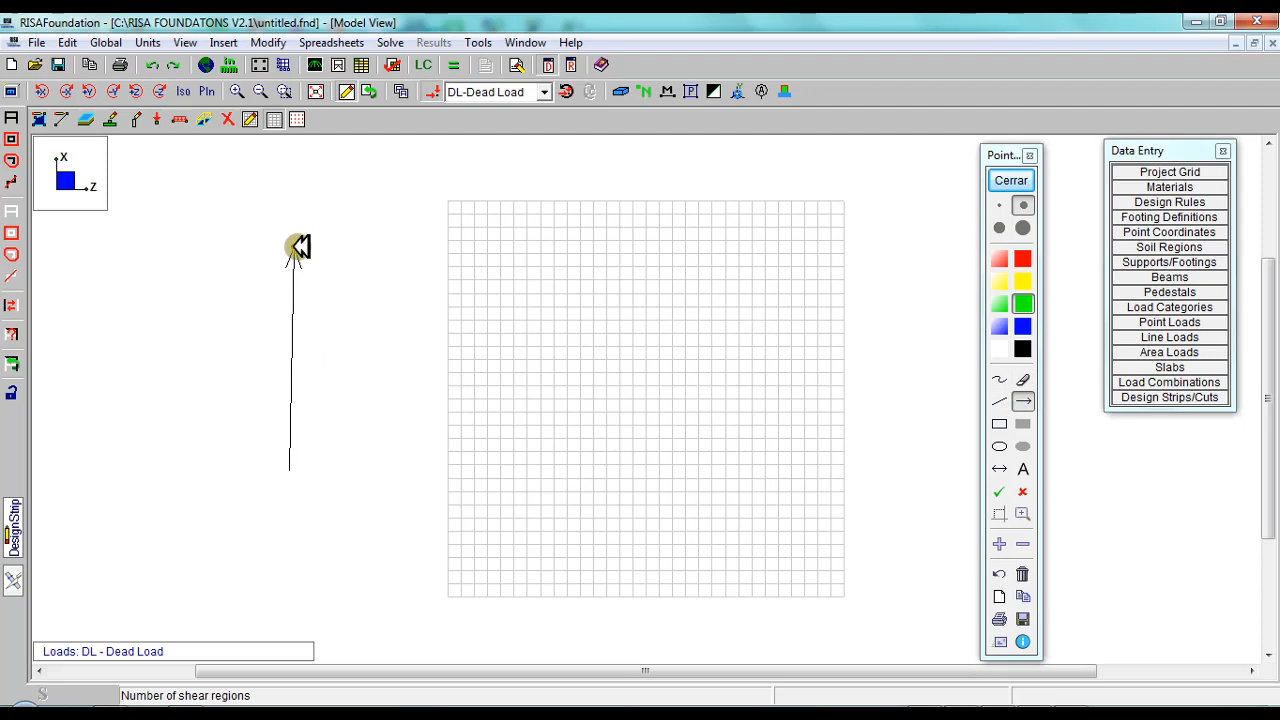 RISAFoundation - [C:\RISA FOUNDATONS V2.1\untitled.fnd] - [Model View]
File Edit Global Units View Insert Modify Spreadsheets Solve Results Tools Window Help
in mm
LC
D
R
Iso Pln
DL-Dead Load
N
M
P
A
X
Z
Point...
Cerrar
A
Data Entry
Project Grid
Materials
Design Rules
Footing Definitions
Point Coordinates
Soil Regions
Supports/Footings
Beams
Pedestals
Load Categories
Point Loads
Line Loads
Area Loads
Slabs
Load Combinations
Design Strips/Cuts
DesignStrip
Loads: DL - Dead Load
S
Number of shear regions